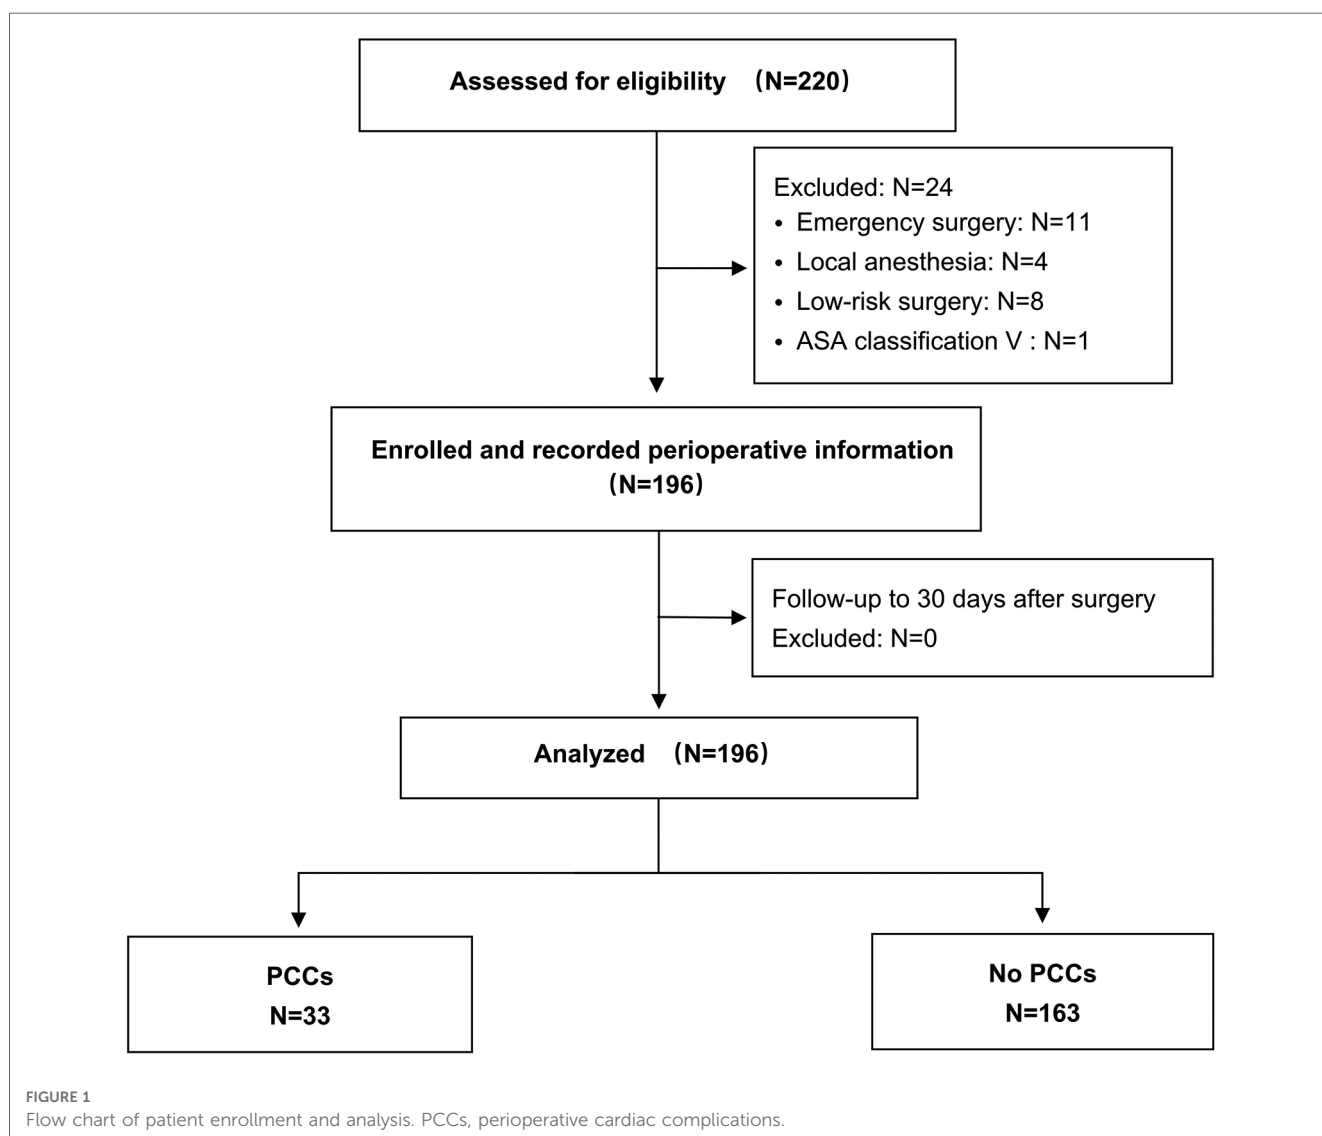 Assessed for eligibility （N=220）
Excluded: N=24
• Emergency surgery: N=11
• Local anesthesia: N=4
• Low-risk surgery: N=8
• ASA classification V : N=1
Enrolled and recorded perioperative information
（N=196）
Follow-up to 30 days after surgery
Excluded: N=0
Analyzed （N=196）
PCCs
N=33
No PCCs
N=163
FIGURE 1
Flow chart of patient enrollment and analysis. PCCs, perioperative cardiac complications.